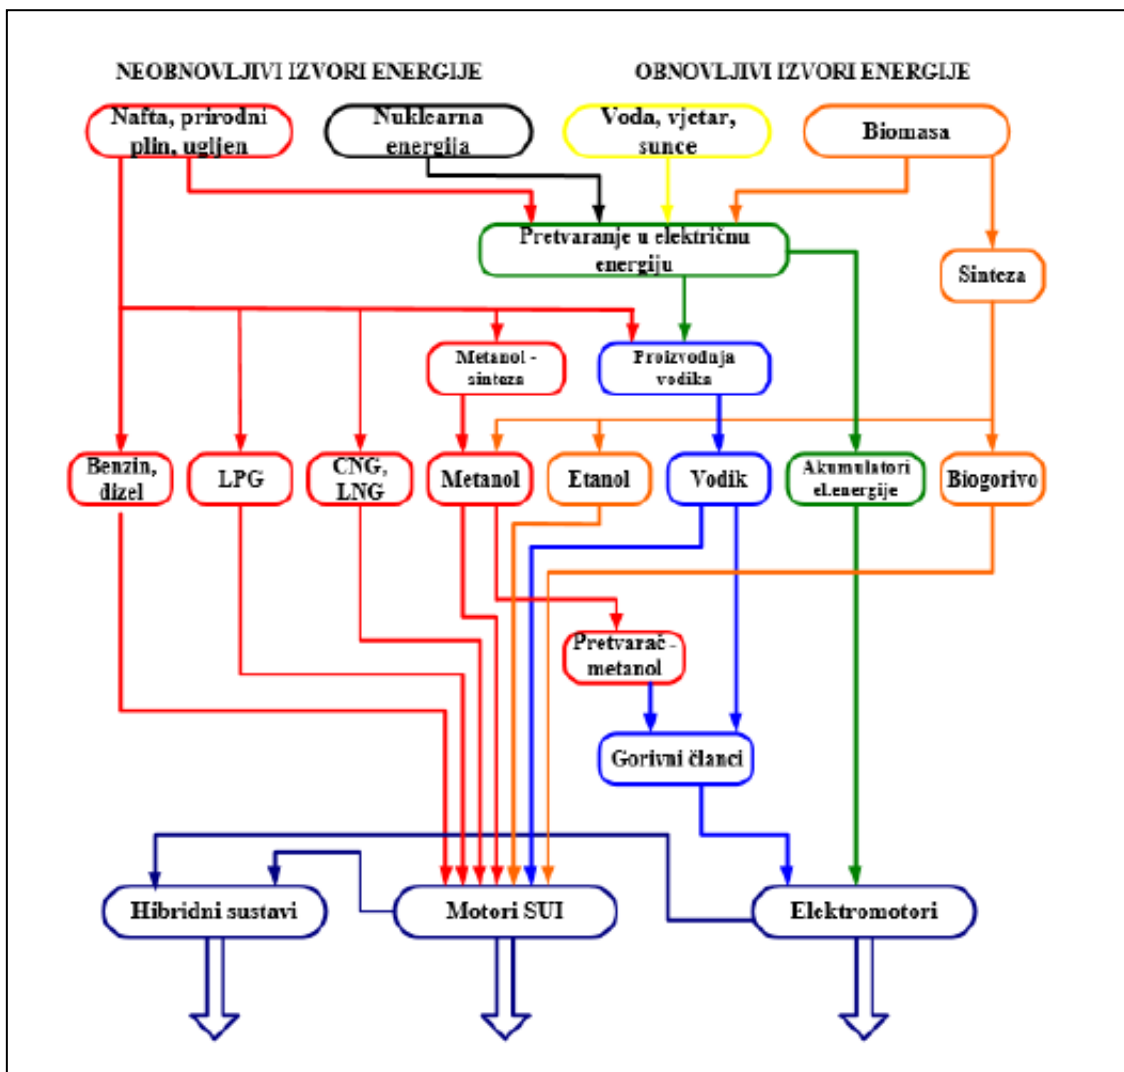 NEOBNOVLJIVI IZVORI ENERGIJE
OBNOVLJIVI IZVORI ENERGIJE
Nafta, prirodni
plin, ugljen
Nuklearna
energija
Voda, vjetar,
sunce
Biomasa
Pretvaranje u električnu
energiju
Sinteza
Metanol -
sinteza
Proizvodnja
vodika
Benzin,
dizel
LPG
CNG,
LNG
Metanol
Etanol
Vodik
Akumulatori
el.energije
Biogorivo
Pretvarač -
metanol
Gorivni članci
Hibridni sustavi
Motori SUI
Elektromotori